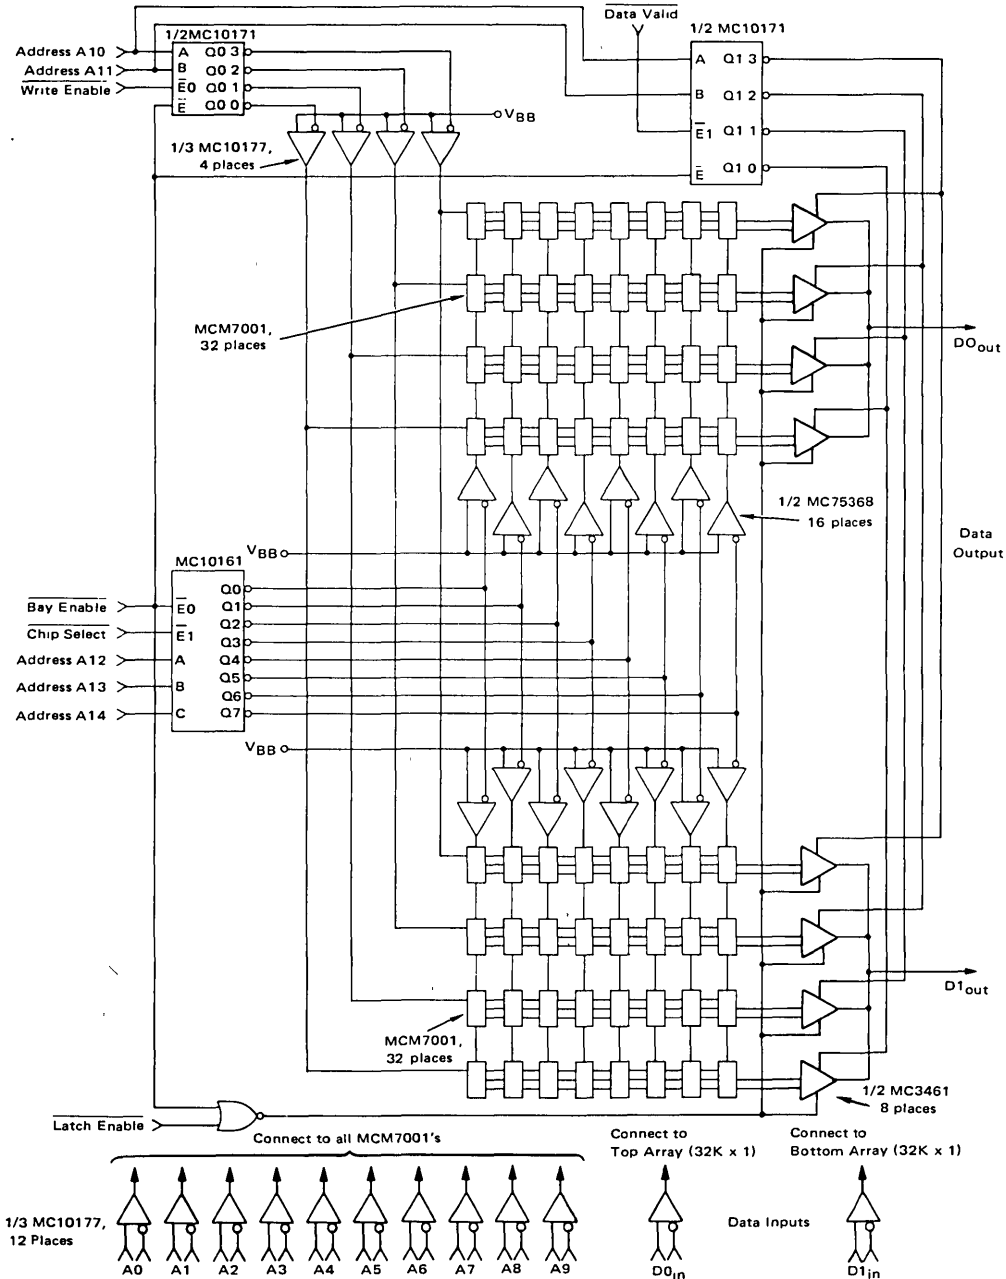 Data Valid
1/2MC10171
1/2 MC10171
Address A10
Address A11
Write Enable
A Q0 3
B Q0 2
E0 Q0 1
E Q0 0
A Q1 3
B Q1 2
E1 Q1 1
E Q1 0
VBB
1/3 MC10177,
4 places
MCM7001,
32 places
D0out
1/2 MC75368
16 places
Data
Output
VBB
MC10161
Bay Enable
Chip Select
Address A12
Address A13
Address A14
E0
E1
A
B
C
Q0
Q1
Q2
Q3
Q4
Q5
Q6
Q7
VBB
D1out
MCM7001,
32 places
1/2 MC3461
8 places
Latch Enable
Connect to all MCM7001's
Connect to
Top Array (32K x 1)
Connect to
Bottom Array (32K x 1)
1/3 MC10177,
12 Places
Data Inputs
A0 A1 A2 A3 A4 A5 A6 A7 A8 A9 D0in D1in